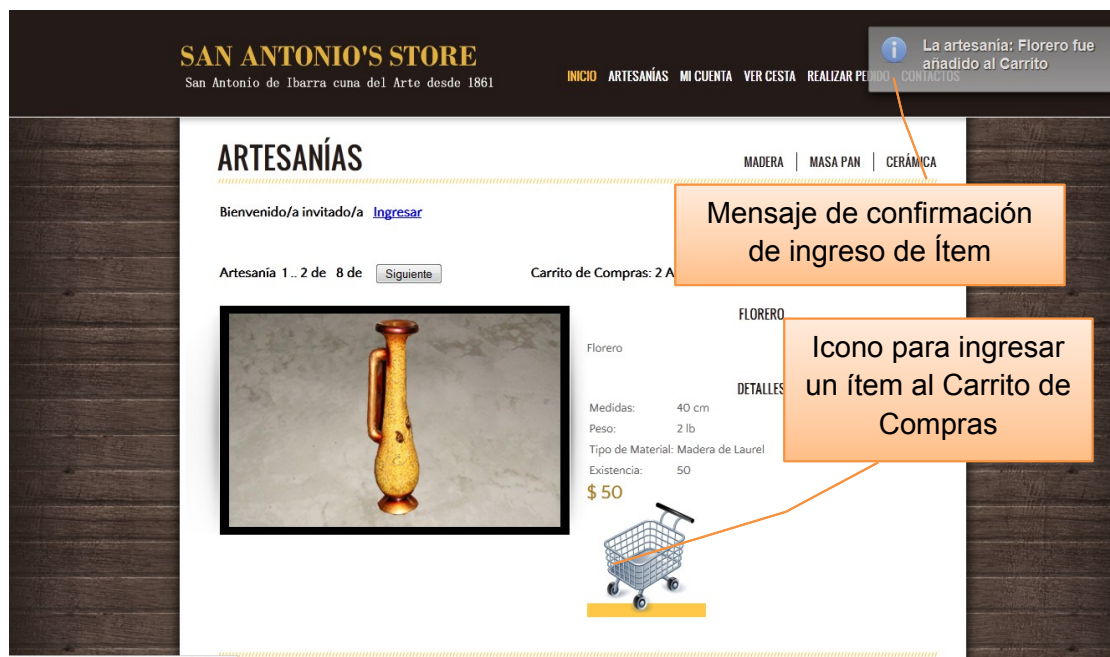 SAN ANTONIO'S STORE
San Antonio de Ibarra cuna del Arte desde 1861
INICIO ARTESANÍAS MI CUENTA VER CESTA REALIZAR PEDIDO CONTACTOS
La artesanía: Florero fue
añadido al Carrito
ARTESANÍAS
MADERA | MASA PAN | CERÁMICA
Mensaje de confirmación
de ingreso de Ítem
Bienvenido/a invitado/a Ingresar
Artesanía 1 .. 2 de 8 de Siguiente
Carrito de Compras: 2 A
FLORERO
Florero
Icono para ingresar
un ítem al Carrito de
Compras
DETALLES
Medidas: 40 cm
Peso: 2 lb
Tipo de Material: Madera de Laurel
Existencia: 50
$ 50